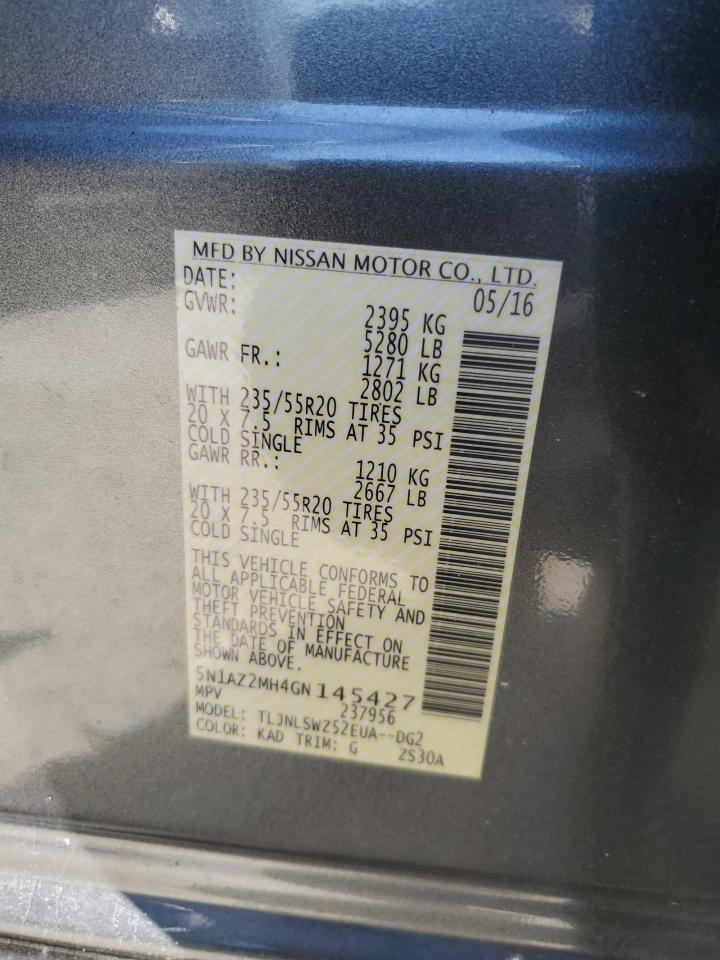 MFD BY NISSAN MOTOR CO., LTD.
DATE: 05/16
GVWR: 2395 KG
5280 LB
GAWR FR.: 1271 KG
2802 LB
WITH 235/55R20 TIRES
20 X 7.5 RIMS AT 35 PSI
COLD SINGLE
GAWR RR.: 1210 KG
2667 LB
WITH 235/55R20 TIRES
20 X 7.5 RIMS AT 35 PSI
COLD SINGLE
THIS VEHICLE CONFORMS TO
ALL APPLICABLE FEDERAL
MOTOR VEHICLE SAFETY AND
THEFT PREVENTION
STANDARDS IN EFFECT ON
THE DATE OF MANUFACTURE
SHOWN ABOVE.
5N1AZ2MH4GN145427
MPV 237956
MODEL: TLJNLSWZ52EUA--DG2
COLOR: KAD TRIM: G ZS30A